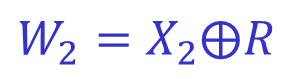 W₂ = X₂⊕R